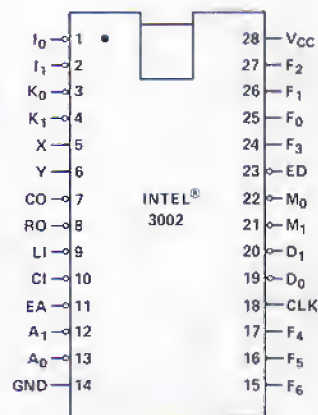 I₀ 1 28 VCC
I₁ 2 27 F₂
K₀ 3 26 F₁
K₁ 4 25 F₀
X 5 24 F₃
Y 6 23 ED
CO 7 INTEL® 22 M₀
RO 8 3002 21 M₁
LI 9 20 D₁
CI 10 19 D₀
EA 11 18 CLK
A₁ 12 17 F₄
A₀ 13 16 F₅
GND 14 15 F₆